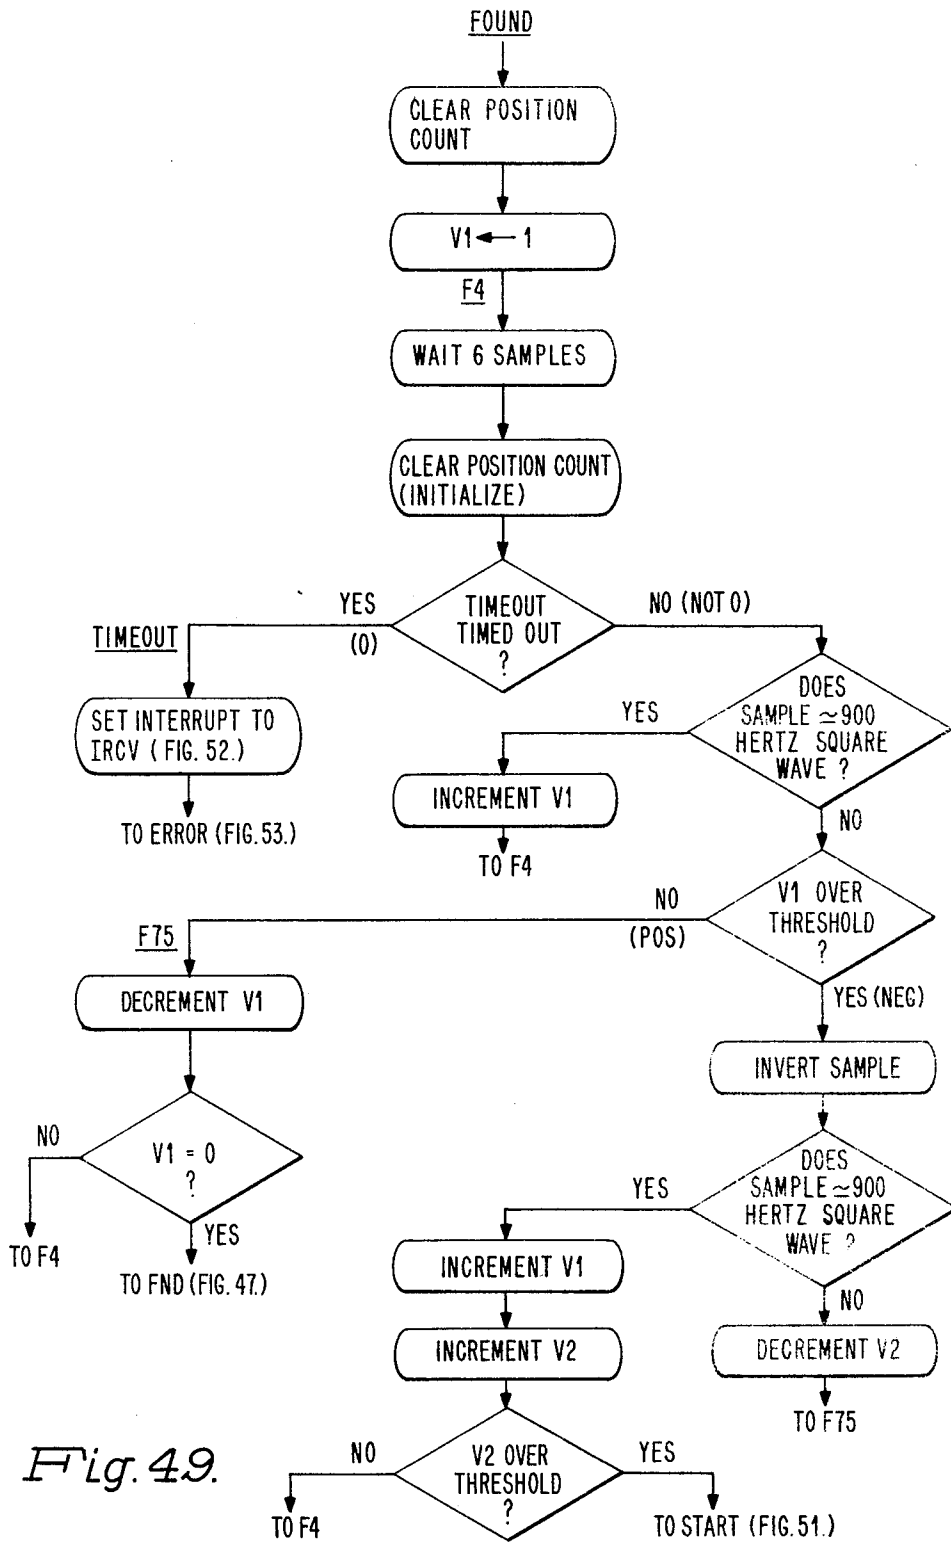 FOUND
CLEAR POSITION
COUNT
V1 ← 1
F4
WAIT 6 SAMPLES
CLEAR POSITION COUNT
(INITIALIZE)
TIMEOUT
TIMED OUT
?
YES
(0)
NO (NOT 0)
TIMEOUT
SET INTERRUPT TO
IRCV (FIG. 52.)
TO ERROR (FIG. 53.)
DOES
SAMPLE ≃ 900
HERTZ SQUARE
WAVE ?
YES
INCREMENT V1
TO F4
NO
V1 OVER
THRESHOLD
?
NO
(POS)
F75
DECREMENT V1
V1 = 0
?
NO
TO F4
YES
TO FND (FIG. 47.)
YES (NEG)
INVERT SAMPLE
DOES
SAMPLE ≃ 900
HERTZ SQUARE
WAVE ?
YES
INCREMENT V1
INCREMENT V2
NO
DECREMENT V2
TO F75
V2 OVER
THRESHOLD
?
NO
TO F4
YES
TO START (FIG. 51.)
Fig. 49.